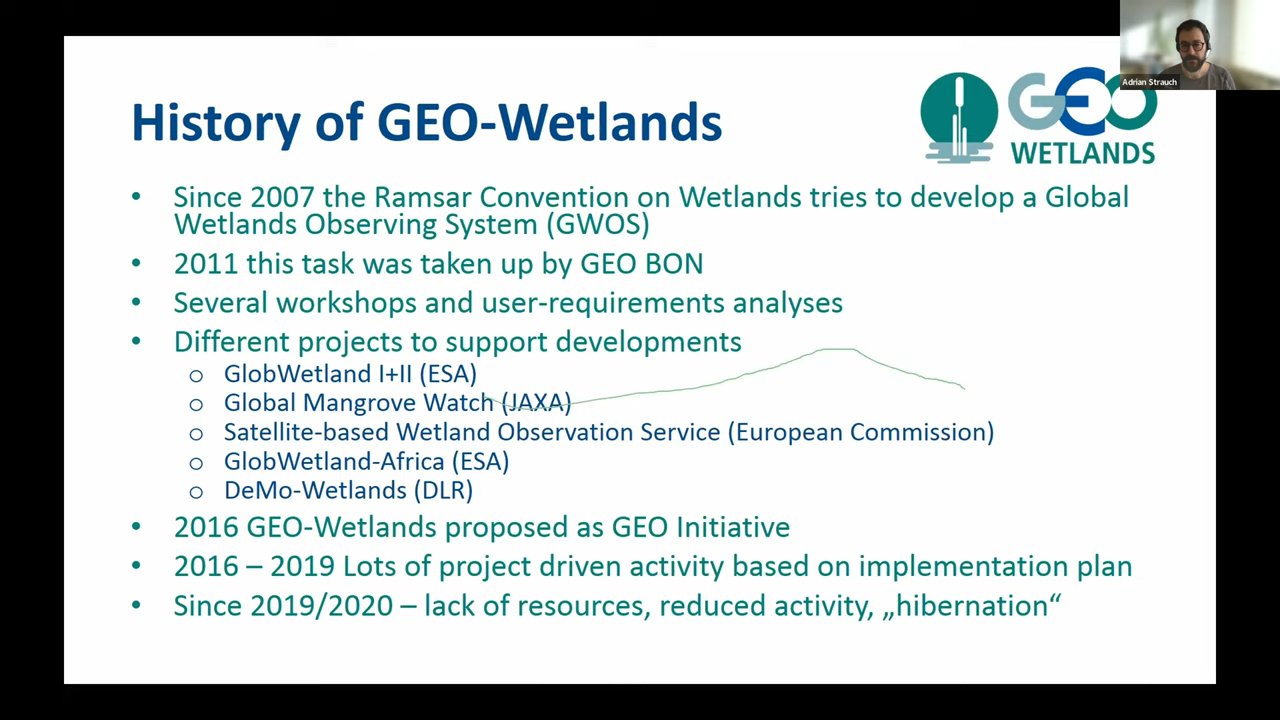 Adrian Strauch
GEO
WETLANDS
History of GEO-Wetlands
• Since 2007 the Ramsar Convention on Wetlands tries to develop a Global
Wetlands Observing System (GWOS)
• 2011 this task was taken up by GEO BON
• Several workshops and user-requirements analyses
• Different projects to support developments
o GlobWetland I+II (ESA)
o Global Mangrove Watch (JAXA)
o Satellite-based Wetland Observation Service (European Commission)
o GlobWetland-Africa (ESA)
o DeMo-Wetlands (DLR)
• 2016 GEO-Wetlands proposed as GEO Initiative
• 2016 – 2019 Lots of project driven activity based on implementation plan
• Since 2019/2020 – lack of resources, reduced activity, „hibernation“